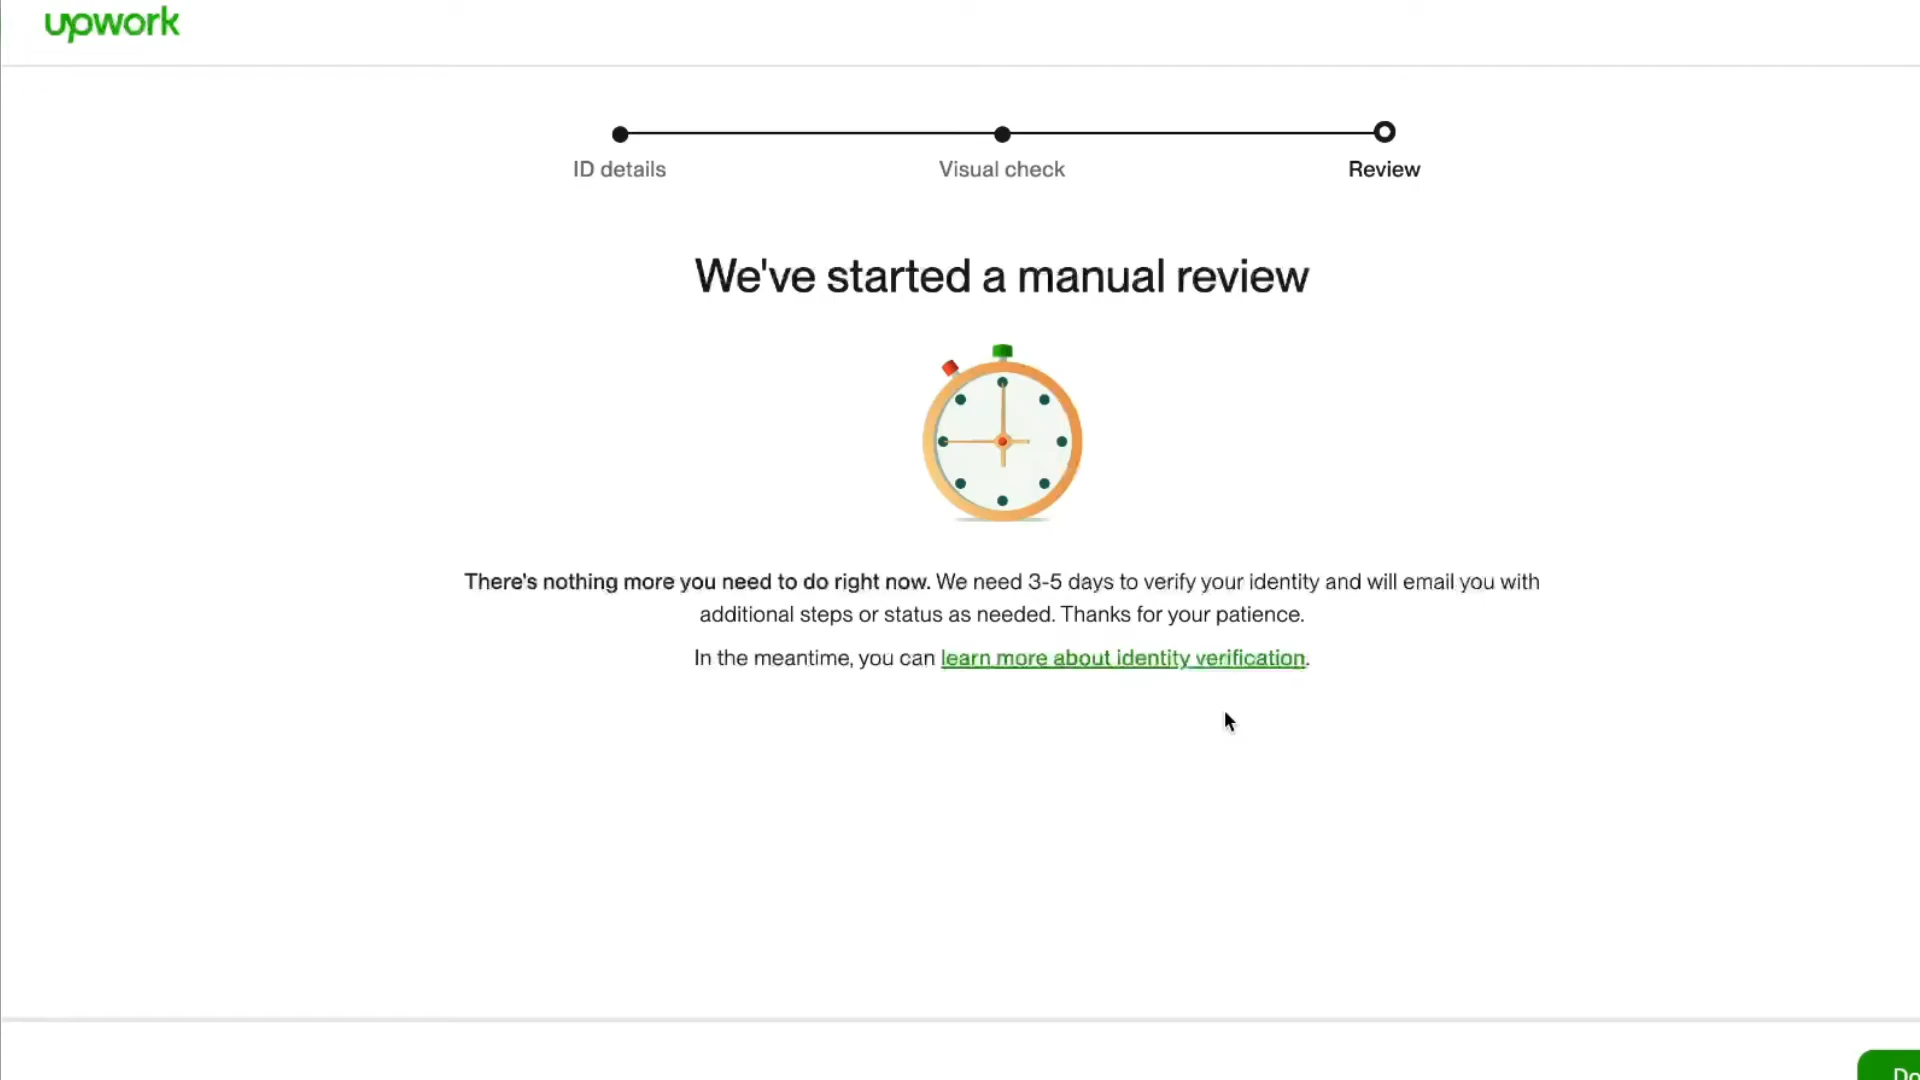 upwork
ID details
Visual check
Review
We've started a manual review
There's nothing more you need to do right now. We need 3-5 days to verify your identity and will email you with
additional steps or status as needed. Thanks for your patience.
In the meantime, you can learn more about identity verification.